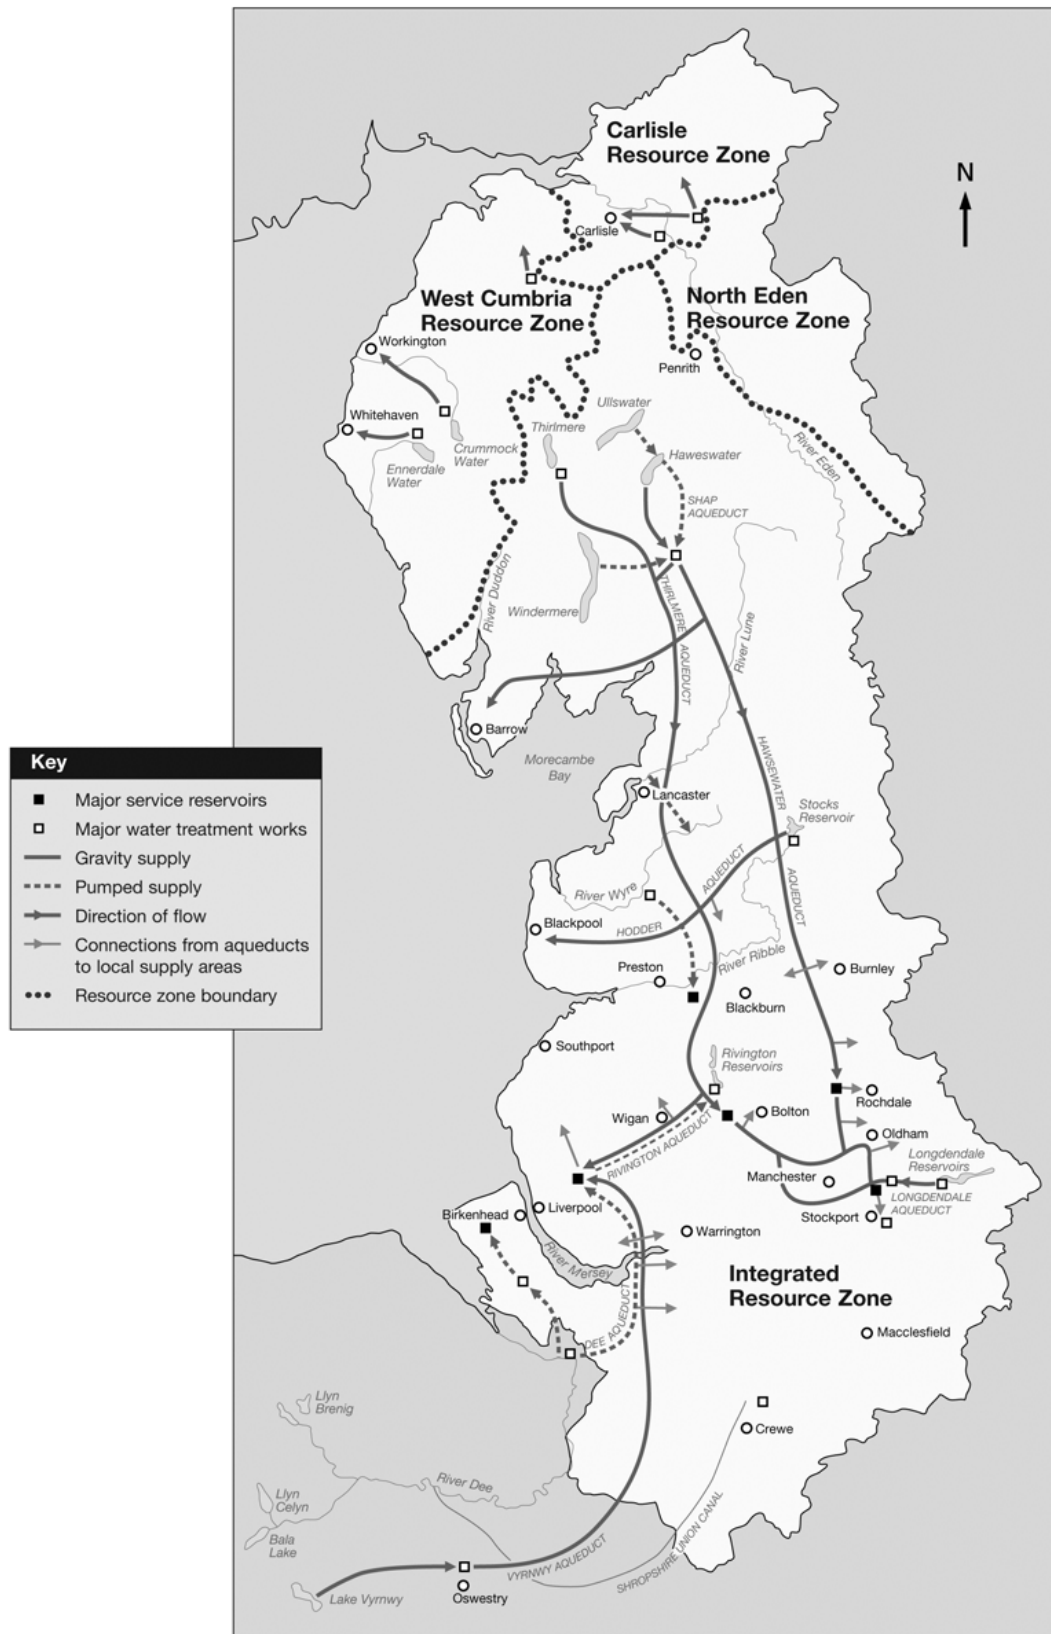 Carlisle
Resource Zone
N
Carlisle
West Cumbria
Resource Zone
North Eden
Resource Zone
Workington
Penrith
Whitehaven
Ullswater
Thirlmere
Crummock
Water
Ennerdale
Water
Haweswater
River Eden
SHAP
AQUEDUCT
River Duddon
Windermere
THIRLMERE AQUEDUCT
River Lune
Barrow
Morecambe
Bay
HAWSEWATER AQUEDUCT
Key
Major service reservoirs
Major water treatment works
Gravity supply
Pumped supply
Direction of flow
Connections from aqueducts
to local supply areas
Resource zone boundary
Lancaster
Stocks
Reservoir
River Wyre
HODDER AQUEDUCT
Blackpool
River Ribble
Preston
Burnley
Blackburn
Southport
Rivington
Reservoirs
Wigan
Bolton
Rochdale
RIVINGTON AQUEDUCT
Oldham
Longdendale
Reservoirs
Manchester
LONGDENDALE
AQUEDUCT
Birkenhead
Liverpool
Stockport
Warrington
River Mersey
Integrated
Resource Zone
DEE AQUEDUCT
Macclesfield
Llyn
Brenig
Crewe
River Dee
Llyn
Celyn
Bala
Lake
VYRNWY AQUEDUCT
SHROPSHIRE UNION CANAL
Lake Vyrnwy
Oswestry